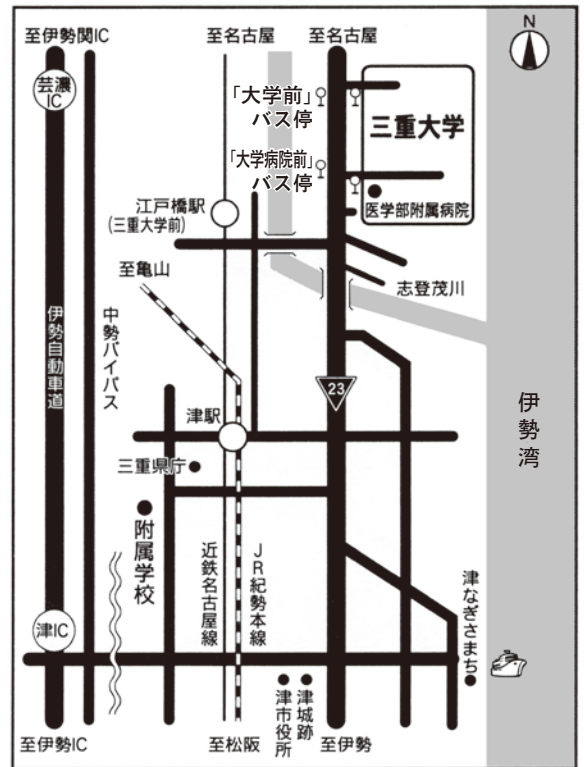 至伊勢関IC
至名古屋
至名古屋
N
芸濃
IC
「大学前」
バス停
三重大学
「大学病院前」
バス停
医学部附属病院
江戸橋駅
(三重大学前)
至亀山
志登茂川
伊勢自動車道
中勢バイパス
23
伊勢湾
津駅
三重県庁
附属学校
近鉄名古屋線
JR紀勢本線
津なぎさまち
津IC
津市役所
津城跡
至伊勢IC
至松阪
至伊勢